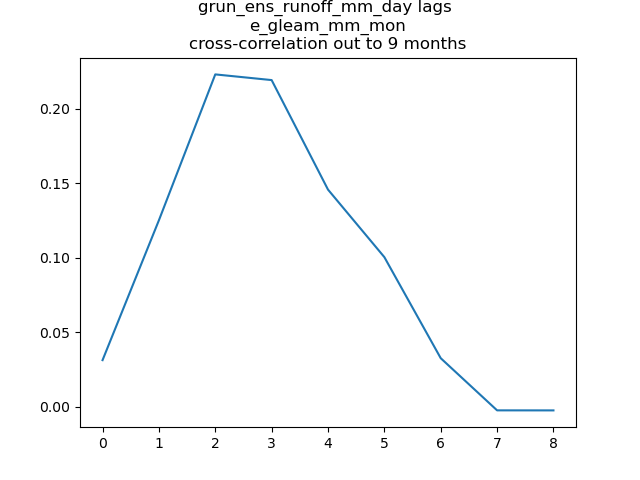 grun_ens_runoff_mm_day lags
e_gleam_mm_mon
cross-correlation out to 9 months
0.20
0.15
0.10
0.05
0.00
0 1 2 3 4 5 6 7 8